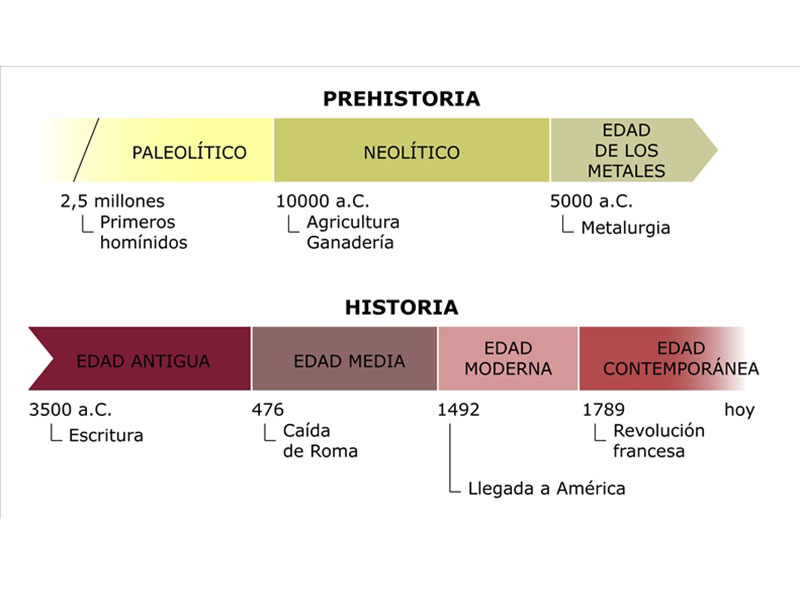 PREHISTORIA
PALEOLÍTICO
NEOLÍTICO
EDAD
DE LOS
METALES
2,5 millones
Primeros
homínidos
10000 a.C.
Agricultura
Ganadería
5000 a.C.
Metalurgia
HISTORIA
EDAD ANTIGUA
EDAD MEDIA
EDAD
MODERNA
EDAD
CONTEMPORÁNEA
3500 a.C.
Escritura
476
Caída
de Roma
1492
Llegada a América
1789
Revolución
francesa
hoy